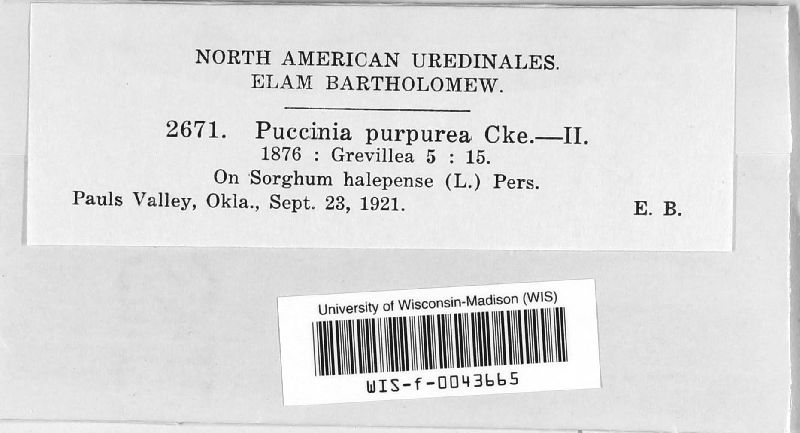 NORTH AMERICAN UREDINALES.
ELAM BARTHOLOMEW.
2671. Puccinia purpurea Cke.—II.
1876 : Grevillea 5 : 15.
On Sorghum halepense (L.) Pers.
Pauls Valley, Okla., Sept. 23, 1921. E. B.
University of Wisconsin-Madison (WIS)
WIS-f-0043665